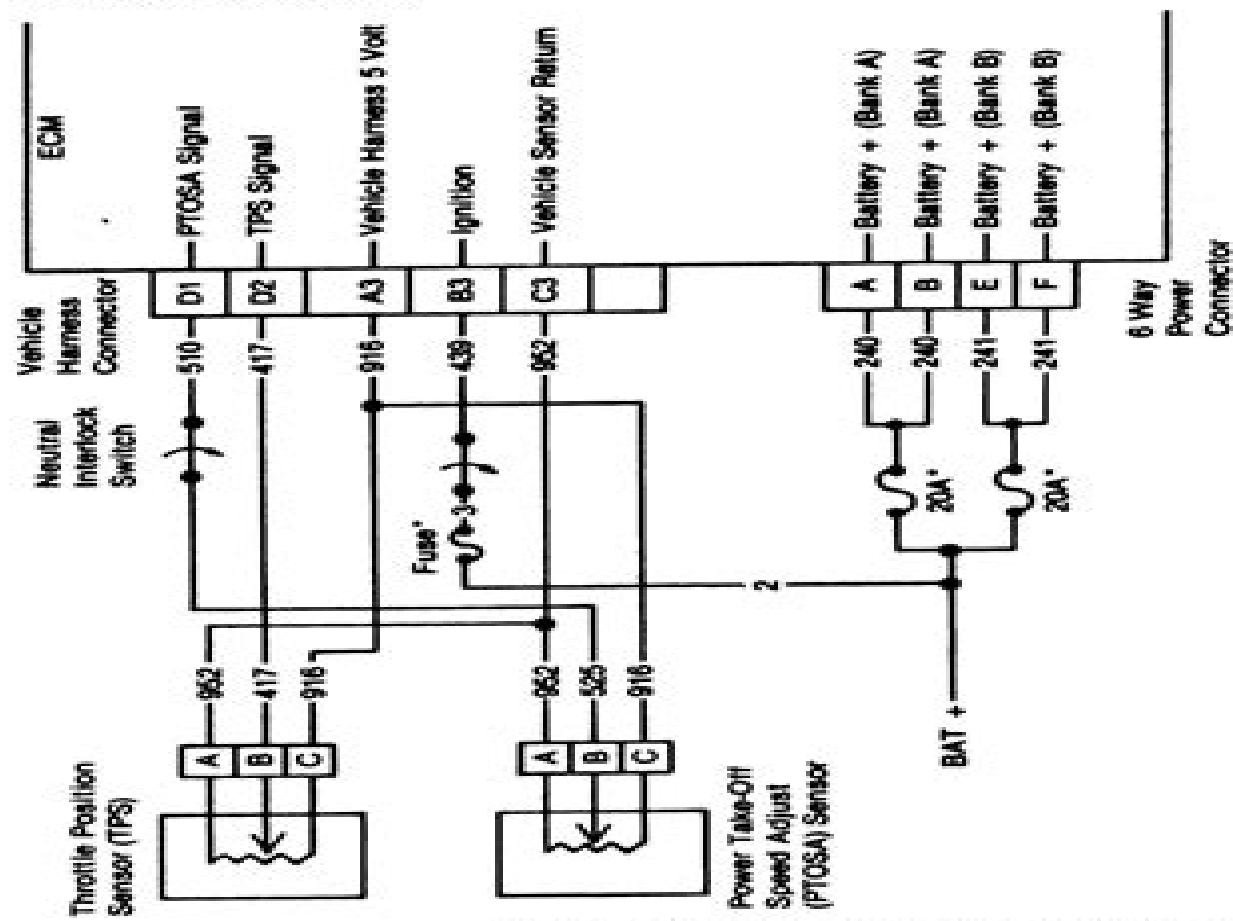 ECM
PTOSA Signal
TPS Signal
Vehicle Harness 5 Volt
Ignition
Vehicle Sensor Return
Battery + (Bank A)
Battery + (Bank A)
Battery + (Bank B)
Battery + (Bank B)
Vehicle
Harness
Connector
D1
D2
A3
B3
C3
A
B
E
F
6 Way
Power
Connector
510
417
916
439
952
240
240
241
241
Neutral
Interlock
Switch
Fuse*
20A*
20A*
2
952
417
916
952
525
916
BAT +
A
B
C
A
B
C
Throttle Position
Sensor (TPS)
Power Take-Off
Speed Adjust
(PTOSA) Sensor